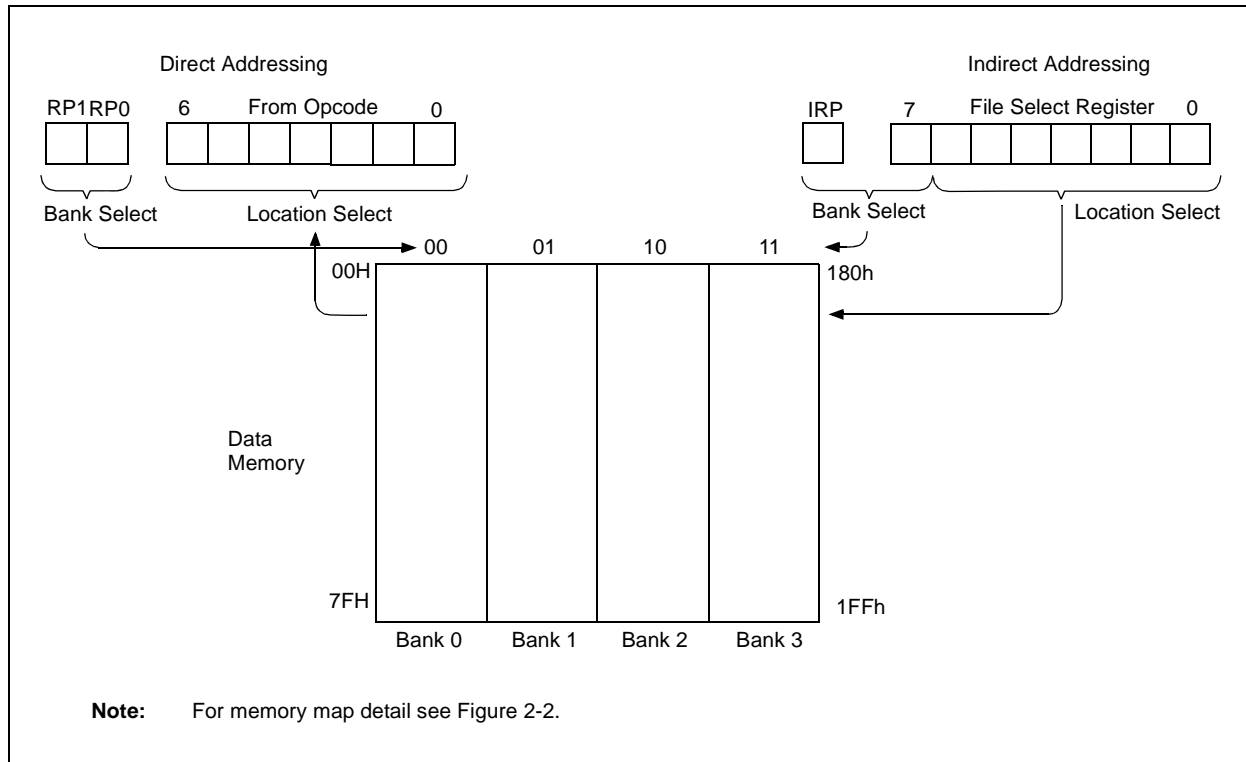 Direct Addressing
Indirect Addressing
RP1RP0 6 From Opcode 0
IRP 7 File Select Register 0
Bank Select Location Select
Bank Select Location Select
00 01 10 11
00H 180h
Data
Memory
7FH 1FFh
Bank 0 Bank 1 Bank 2 Bank 3
Note: For memory map detail see Figure 2-2.